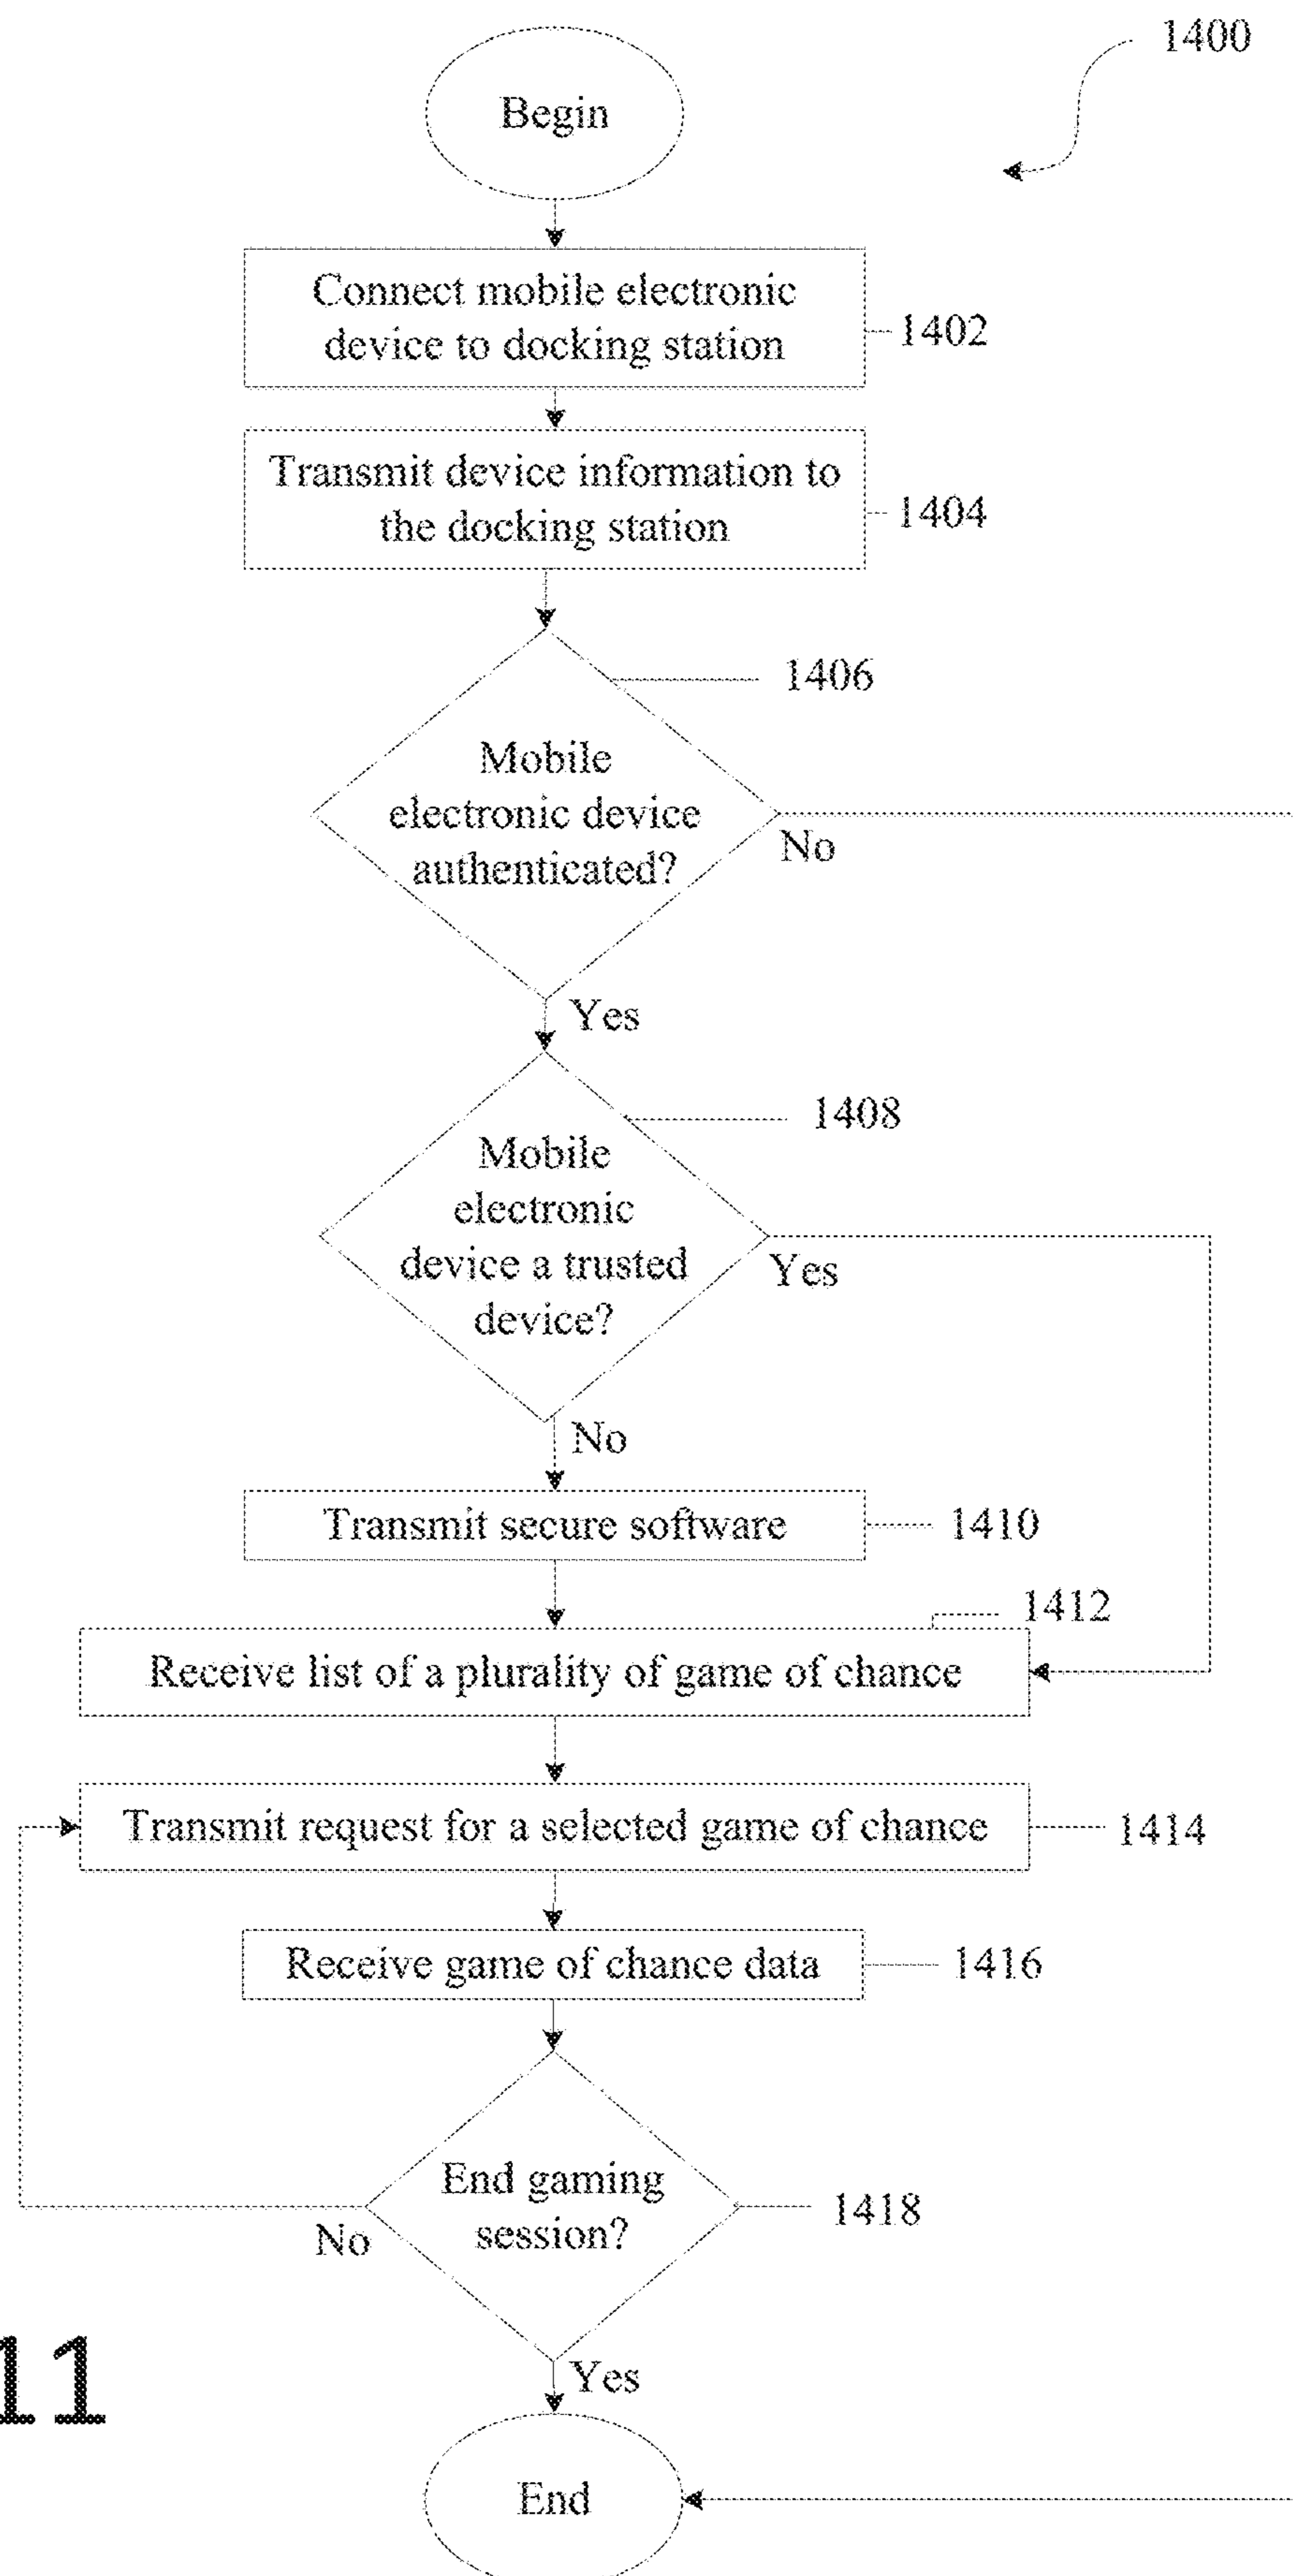 1400
Begin
Connect mobile electronic
device to docking station
1402
Transmit device information to
the docking station
1404
1406
Mobile
electronic device
authenticated?
No
Yes
1408
Mobile
electronic
device a trusted
device?
Yes
No
Transmit secure software
1410
1412
Receive list of a plurality of game of chance
Transmit request for a selected game of chance
1414
Receive game of chance data
1416
End gaming
session?
1418
No
Yes
11
End